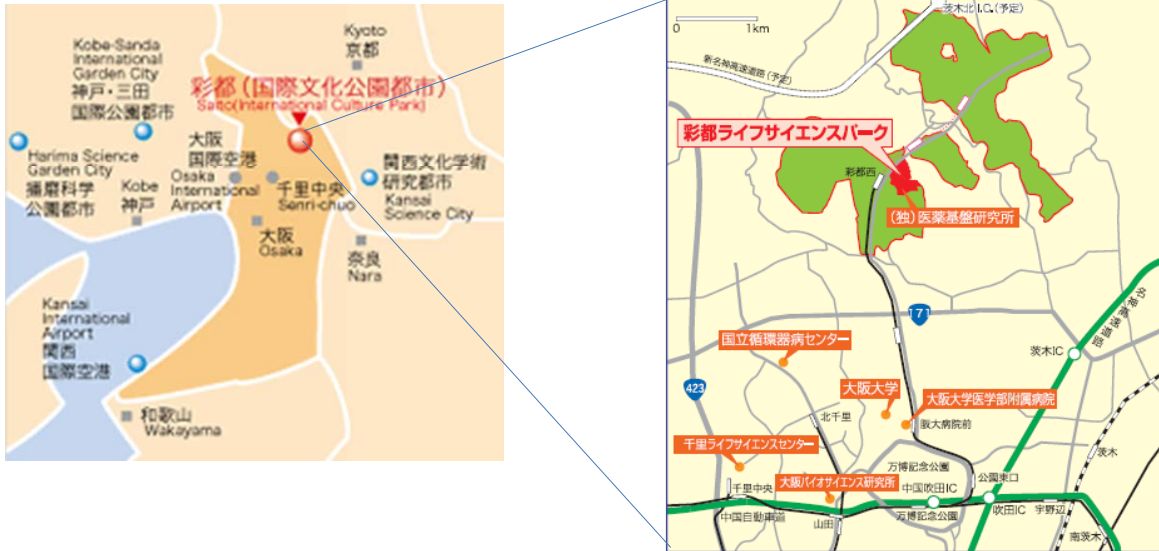 Kobe-Sanda
International
Garden City
神戸・三田
国際公園都市
Kyoto
京都
彩都(国際文化公園都市)
Saito(International Culture Park)
Harima Science
Garden City
播磨科学
公園都市
Kobe
神戸
大阪
国際空港
Osaka
International
Airport
千里中央
Senri-chuo
関西文化学術
研究都市
Kansai
Science City
大阪
Osaka
奈良
Nara
Kansai
International
Airport
関西
国際空港
和歌山
Wakayama
0 1km
茨木北I.C.(予定)
新名神高速道路(予定)
彩都ライフサイエンスパーク
彩都西
(独)医薬基盤研究所
171
名神高速道路
国立循環器病センター
茨木IC
423
大阪大学
大阪大学医学部附属病院
北千里
阪大病院前
千里ライフサイエンスセンター
万博記念公園
茨木
大阪バイオサイエンス研究所
公園東口
千里中央
中国吹田IC
中国自動車道
山田
万博記念公園
吹田IC
宇野辺
南茨木